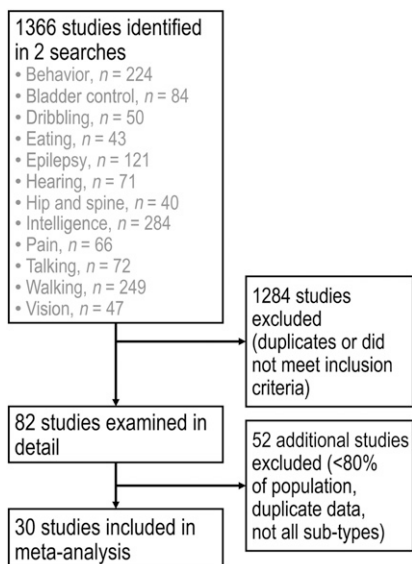 1366 studies identified
in 2 searches
• Behavior, n = 224
• Bladder control, n = 84
• Dribbling, n = 50
• Eating, n = 43
• Epilepsy, n = 121
• Hearing, n = 71
• Hip and spine, n = 40
• Intelligence, n = 284
• Pain, n = 66
• Talking, n = 72
• Walking, n = 249
• Vision, n = 47
1284 studies
excluded
(duplicates or did
not meet inclusion
criteria)
82 studies examined in
detail
52 additional studies
excluded (<80%
of population,
duplicate data,
not all sub-types)
30 studies included in
meta-analysis